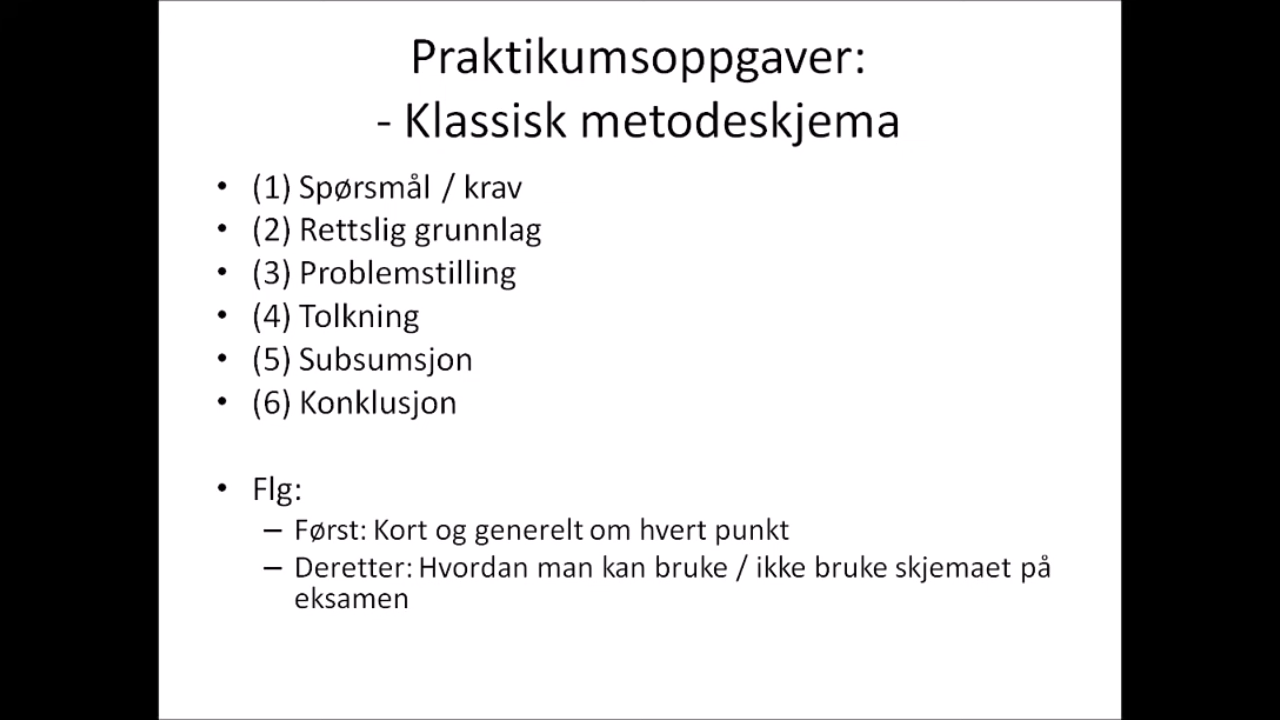 Praktikumsoppgaver:
- Klassisk metodeskjema
• (1) Spørsmål / krav
• (2) Rettslig grunnlag
• (3) Problemstilling
• (4) Tolkning
• (5) Subsumsjon
• (6) Konklusjon
• Flg:
– Først: Kort og generelt om hvert punkt
– Deretter: Hvordan man kan bruke / ikke bruke skjemaet på
eksamen